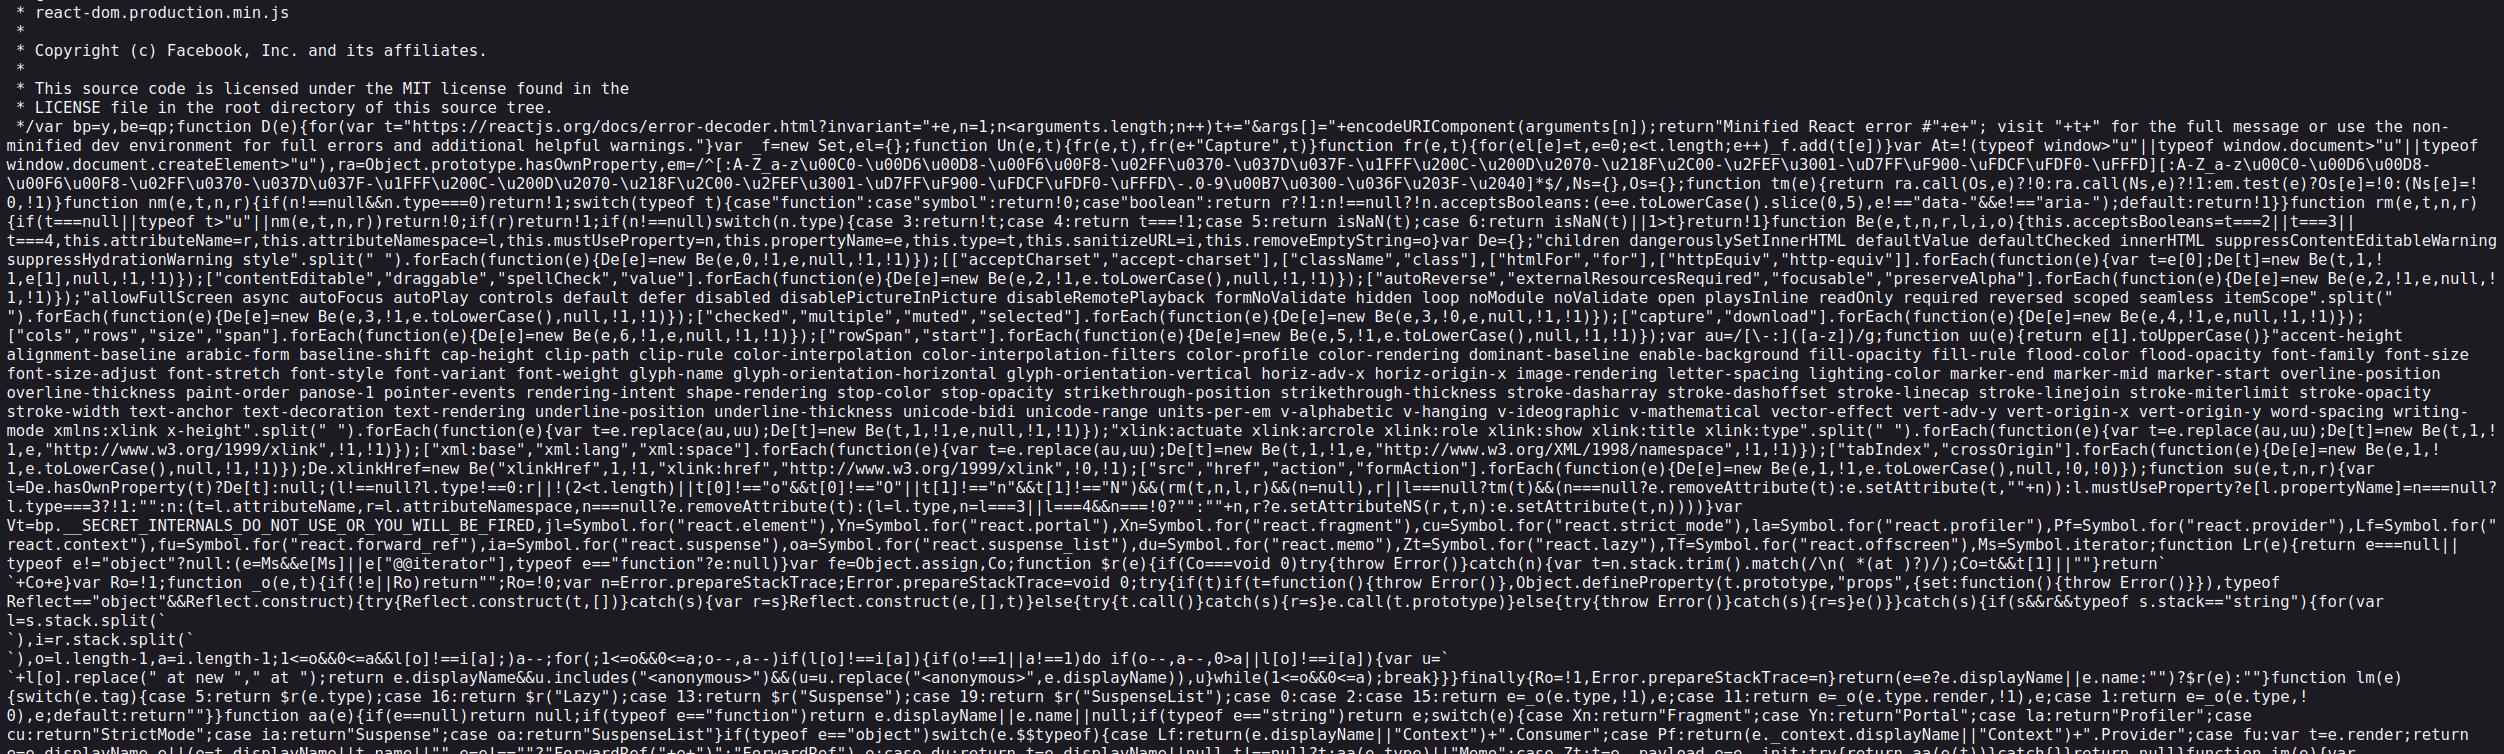 * react-dom.production.min.js
*
* Copyright (c) Facebook, Inc. and its affiliates.
*
* This source code is licensed under the MIT license found in the
* LICENSE file in the root directory of this source tree.
*/var bp=y,be=qp;function D(e){for(var t="https://reactjs.org/docs/error-decoder.html?invariant="+e,n=1;n<arguments.length;n++)t+="&args[]="+encodeURIComponent(arguments[n]);return"Minified React error #"+e+"; visit "+t+" for the full message or use the non-
minified dev environment for full errors and additional helpful warnings."}var _f=new Set,el={};function Un(e,t){fr(e,t),fr(e+"Capture",t)}function fr(e,t){for(el[e]=t,e=0;e<t.length;e++)_f.add(t[e])}var At=!(typeof window>"u"||typeof window.document>"u"||typeof
window.document.createElement>"u"),ra=Object.prototype.hasOwnProperty,em=/^[:A-Z_a-z\u00C0-\u00D6\u00D8-\u00F6\u00F8-\u02FF\u0370-\u037D\u037F-\u1FFF\u200C-\u200D\u2070-\u218F\u2C00-\u2FEF\u3001-\uD7FF\uF900-\uFDCF\uFDF0-\uFFFD][:A-Z_a-z\u00C0-\u00D6\u00D8-
\u00F6\u00F8-\u02FF\u0370-\u037D\u037F-\u1FFF\u200C-\u200D\u2070-\u218F\u2C00-\u2FEF\u3001-\uD7FF\uF900-\uFDCF\uFDF0-\uFFFD\-.0-9\u00B7\u0300-\u036F\u203F-\u2040]*$/,Ns={},Os={};function tm(e){return ra.call(Os,e)?!0:ra.call(Ns,e)?!1:em.test(e)?Os[e]=!0:(Ns[e]=!
0,!1)}function nm(e,t,n,r){if(n!==null&&n.type===0)return!1;switch(typeof t){case"function":case"symbol":return!0;case"boolean":return r?!1:n!==null?!n.acceptsBooleans:(e=e.toLowerCase().slice(0,5),e!=="data-"&&e!=="aria-");default:return!1}}function rm(e,t,n,r)
{if(t===null||typeof t>"u"||nm(e,t,n,r))return!0;if(r)return!1;if(n!==null)switch(n.type){case 3:return!t;case 4:return t===!1;case 5:return isNaN(t);case 6:return isNaN(t)||1>t}return!1}function Be(e,t,n,r,l,i,o){this.acceptsBooleans=t===2||t===3||
t===4,this.attributeName=r,this.attributeNamespace=l,this.mustUseProperty=n,this.propertyName=e,this.type=t,this.sanitizeURL=i,this.removeEmptyString=o}var De={};"children dangerouslySetInnerHTML defaultValue defaultChecked innerHTML suppressContentEditableWarning
suppressHydrationWarning style".split(" ").forEach(function(e){De[e]=new Be(e,0,!1,e,null,!1,!1)});[["acceptCharset","accept-charset"],["className","class"],["htmlFor","for"],["httpEquiv","http-equiv"]].forEach(function(e){var t=e[0];De[t]=new Be(t,1,!
1,e[1],null,!1,!1)});["contentEditable","draggable","spellCheck","value"].forEach(function(e){De[e]=new Be(e,2,!1,e.toLowerCase(),null,!1,!1)});["autoReverse","externalResourcesRequired","focusable","preserveAlpha"].forEach(function(e){De[e]=new Be(e,2,!1,e,null,!
1,!1)});"allowFullScreen async autoFocus autoPlay controls default defer disabled disablePictureInPicture disableRemotePlayback formNoValidate hidden loop noModule noValidate open playsInline readOnly required reversed scoped seamless itemScope".split("
").forEach(function(e){De[e]=new Be(e,3,!1,e.toLowerCase(),null,!1,!1)});["checked","multiple","muted","selected"].forEach(function(e){De[e]=new Be(e,3,!0,e,null,!1,!1)});["capture","download"].forEach(function(e){De[e]=new Be(e,4,!1,e,null,!1,!1)});
["cols","rows","size","span"].forEach(function(e){De[e]=new Be(e,6,!1,e,null,!1,!1)});["rowSpan","start"].forEach(function(e){De[e]=new Be(e,5,!1,e.toLowerCase(),null,!1,!1)});var au=/[\-:]([a-z])/g;function uu(e){return e[1].toUpperCase()}"accent-height
alignment-baseline arabic-form baseline-shift cap-height clip-path clip-rule color-interpolation color-interpolation-filters color-profile color-rendering dominant-baseline enable-background fill-opacity fill-rule flood-color flood-opacity font-family font-size
font-size-adjust font-stretch font-style font-variant font-weight glyph-name glyph-orientation-horizontal glyph-orientation-vertical horiz-adv-x horiz-origin-x image-rendering letter-spacing lighting-color marker-end marker-mid marker-start overline-position
overline-thickness paint-order panose-1 pointer-events rendering-intent shape-rendering stop-color stop-opacity strikethrough-position strikethrough-thickness stroke-dasharray stroke-dashoffset stroke-linecap stroke-linejoin stroke-miterlimit stroke-opacity
stroke-width text-anchor text-decoration text-rendering underline-position underline-thickness unicode-bidi unicode-range units-per-em v-alphabetic v-hanging v-ideographic v-mathematical vector-effect vert-adv-y vert-origin-x vert-origin-y word-spacing writing-
mode xmlns:xlink x-height".split(" ").forEach(function(e){var t=e.replace(au,uu);De[t]=new Be(t,1,!1,e,null,!1,!1)});"xlink:actuate xlink:arcrole xlink:role xlink:show xlink:title xlink:type".split(" ").forEach(function(e){var t=e.replace(au,uu);De[t]=new Be(t,1,!
1,e,"http://www.w3.org/1999/xlink",!1,!1)});["xml:base","xml:lang","xml:space"].forEach(function(e){var t=e.replace(au,uu);De[t]=new Be(t,1,!1,e,"http://www.w3.org/XML/1998/namespace",!1,!1)});["tabIndex","crossOrigin"].forEach(function(e){De[e]=new Be(e,1,!
1,e.toLowerCase(),null,!1,!1)});De.xlinkHref=new Be("xlinkHref",1,!1,"xlink:href","http://www.w3.org/1999/xlink",!0,!1);["src","href","action","formAction"].forEach(function(e){De[e]=new Be(e,1,!1,e.toLowerCase(),null,!0,!0)});function su(e,t,n,r){var
l=De.hasOwnProperty(t)?De[t]:null;(l!==null?l.type!==0:r||!(2<t.length)||t[0]!=="o"&&t[0]!=="O"||t[1]!=="n"&&t[1]!=="N")&&(rm(t,n,l,r)&&(n=null),r||l===null?tm(t)&&(n===null?e.removeAttribute(t):e.setAttribute(t,""+n)):l.mustUseProperty?e[l.propertyName]=n===null?
l.type===3?!1:"":n:(t=l.attributeName,r=l.attributeNamespace,n===null?e.removeAttribute(t):(l=l.type,n=l===3||l===4&&n===!0?"":""+n,r?e.setAttributeNS(r,t,n):e.setAttribute(t,n))))}var
Vt=bp.__SECRET_INTERNALS_DO_NOT_USE_OR_YOU_WILL_BE_FIRED,jl=Symbol.for("react.element"),Yn=Symbol.for("react.portal"),Xn=Symbol.for("react.fragment"),cu=Symbol.for("react.strict_mode"),la=Symbol.for("react.profiler"),Pf=Symbol.for("react.provider"),Lf=Symbol.for("
react.context"),fu=Symbol.for("react.forward_ref"),ia=Symbol.for("react.suspense"),oa=Symbol.for("react.suspense_list"),du=Symbol.for("react.memo"),Zt=Symbol.for("react.lazy"),Tf=Symbol.for("react.offscreen"),Ms=Symbol.iterator;function Lr(e){return e===null||
typeof e!="object"?null:(e=Ms&&e[Ms]||e["@@iterator"],typeof e=="function"?e:null)}var fe=Object.assign,Co;function $r(e){if(Co===void 0)try{throw Error()}catch(n){var t=n.stack.trim().match(/\n( *(at )?)/);Co=t&&t[1]||""}return`
`+Co+e}var Ro=!1;function _o(e,t){if(!e||Ro)return"";Ro=!0;var n=Error.prepareStackTrace;Error.prepareStackTrace=void 0;try{if(t)if(t=function(){throw Error()},Object.defineProperty(t.prototype,"props",{set:function(){throw Error()}}),typeof
Reflect=="object"&&Reflect.construct){try{Reflect.construct(t,[])}catch(s){var r=s}Reflect.construct(e,[],t)}else{try{t.call()}catch(s){r=s}e.call(t.prototype)}else{try{throw Error()}catch(s){r=s}e()}}catch(s){if(s&&r&&typeof s.stack=="string"){for(var
l=s.stack.split(`
`),i=r.stack.split(`
`),o=l.length-1,a=i.length-1;1<=o&&0<=a&&l[o]!==i[a];)a--;for(;1<=o&&0<=a;o--,a--)if(l[o]!==i[a]){if(o!==1||a!==1)do if(o--,a--,0>a||l[o]!==i[a]){var u=`
`+l[o].replace(" at new "," at ");return e.displayName&&u.includes("<anonymous>")&&(u=u.replace("<anonymous>",e.displayName)),u}while(1<=o&&0<=a);break}}}finally{Ro=!1,Error.prepareStackTrace=n}return(e=e?e.displayName||e.name:"")?$r(e):""}function lm(e)
{switch(e.tag){case 5:return $r(e.type);case 16:return $r("Lazy");case 13:return $r("Suspense");case 19:return $r("SuspenseList");case 0:case 2:case 15:return e=_o(e.type,!1),e;case 11:return e=_o(e.type.render,!1),e;case 1:return e=_o(e.type,!
0),e;default:return""}}function aa(e){if(e==null)return null;if(typeof e=="function")return e.displayName||e.name||null;if(typeof e=="string")return e;switch(e){case Xn:return"Fragment";case Yn:return"Portal";case la:return"Profiler";case
cu:return"StrictMode";case ia:return"Suspense";case oa:return"SuspenseList"}if(typeof e=="object")switch(e.$$typeof){case Lf:return(e.displayName||"Context")+".Consumer";case Pf:return(e._context.displayName||"Context")+".Provider";case fu:var t=e.render;return